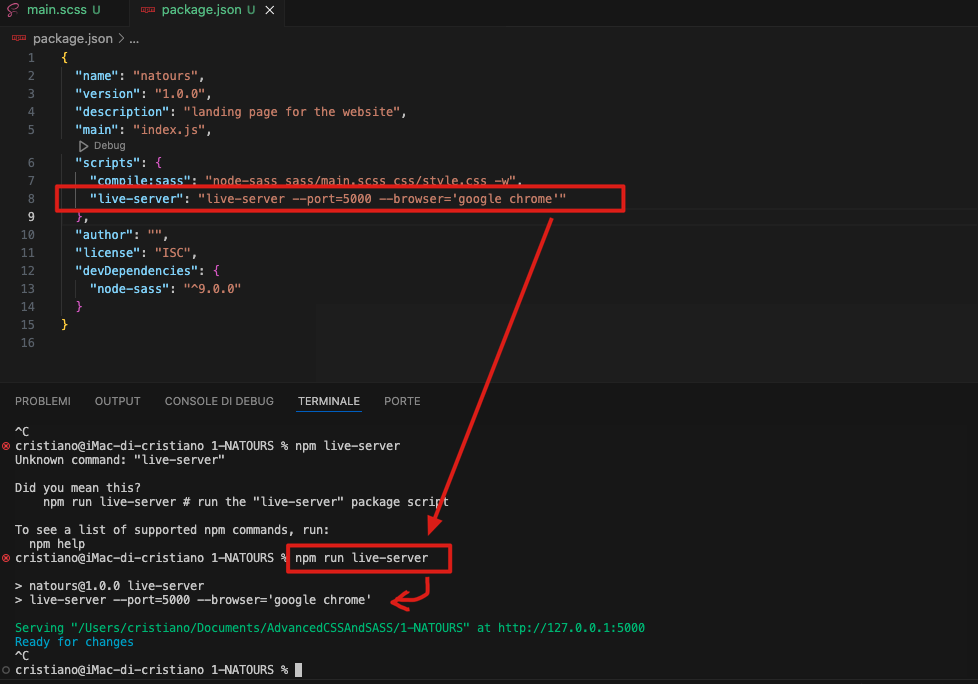 main.scss U
package.json U
package.json > ...
1 {
2 "name": "natours",
3 "version": "1.0.0",
4 "description": "landing page for the website",
5 "main": "index.js",
Debug
6 "scripts": {
7 "compile:sass": "node-sass sass/main.scss css/style.css -w",
8 "live-server": "live-server --port=5000 --browser='google chrome'"
9 },
10 "author": "",
11 "license": "ISC",
12 "devDependencies": {
13 "node-sass": "^9.0.0"
14 }
15 }
16
PROBLEMI OUTPUT CONSOLE DI DEBUG TERMINALE PORTE
^C
cristiano@iMac-di-cristiano 1-NATOURS % npm live-server
Unknown command: "live-server"
Did you mean this?
npm run live-server # run the "live-server" package script
To see a list of supported npm commands, run:
npm help
cristiano@iMac-di-cristiano 1-NATOURS % npm run live-server
> natours@1.0.0 live-server
> live-server --port=5000 --browser='google chrome'
Serving "/Users/cristiano/Documents/AdvancedCSSAndSASS/1-NATOURS" at http://127.0.0.1:5000
Ready for changes
^C
cristiano@iMac-di-cristiano 1-NATOURS %